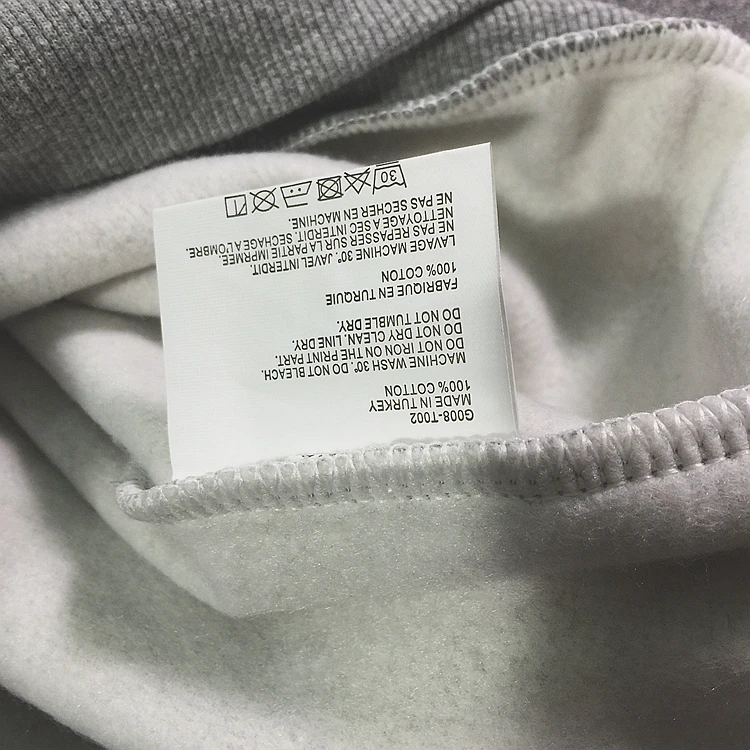 G008-T002
MADE IN TURKEY
100% COTTON
MACHINE WASH 30°. DO NOT BLEACH.
DO NOT IRON ON THE PRINT PART.
DO NOT DRY CLEAN. LINE DRY.
DO NOT TUMBLE DRY.
FABRIQUE EN TURQUIE
100% COTON
LAVAGE MACHINE 30°. JAVEL INTERDIT.
NE PAS REPASSER SUR LA PARTIE IMPRMEE.
NETTOYAGE A SEC INTERDIT. SECHAGE A L'OMBRE.
NE PAS SECHER EN MACHINE.
30